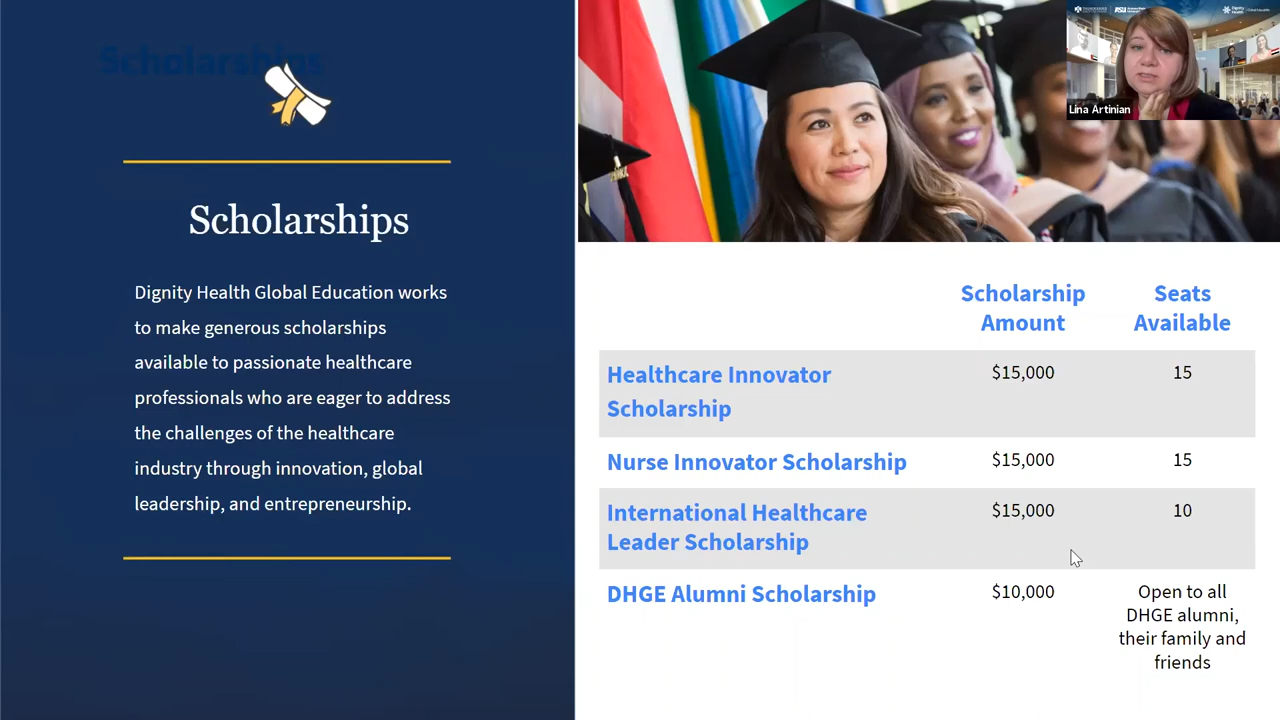 Scholarships
Scholarships
Dignity Health Global Education works
to make generous scholarships
available to passionate healthcare
professionals who are eager to address
the challenges of the healthcare
industry through innovation, global
leadership, and entrepreneurship.
Lina Artinian
Scholarship
Amount
Seats
Available
Healthcare Innovator
Scholarship
$15,000
15
Nurse Innovator Scholarship
$15,000
15
International Healthcare
Leader Scholarship
$15,000
10
DHGE Alumni Scholarship
$10,000
Open to all
DHGE alumni,
their family and
friends